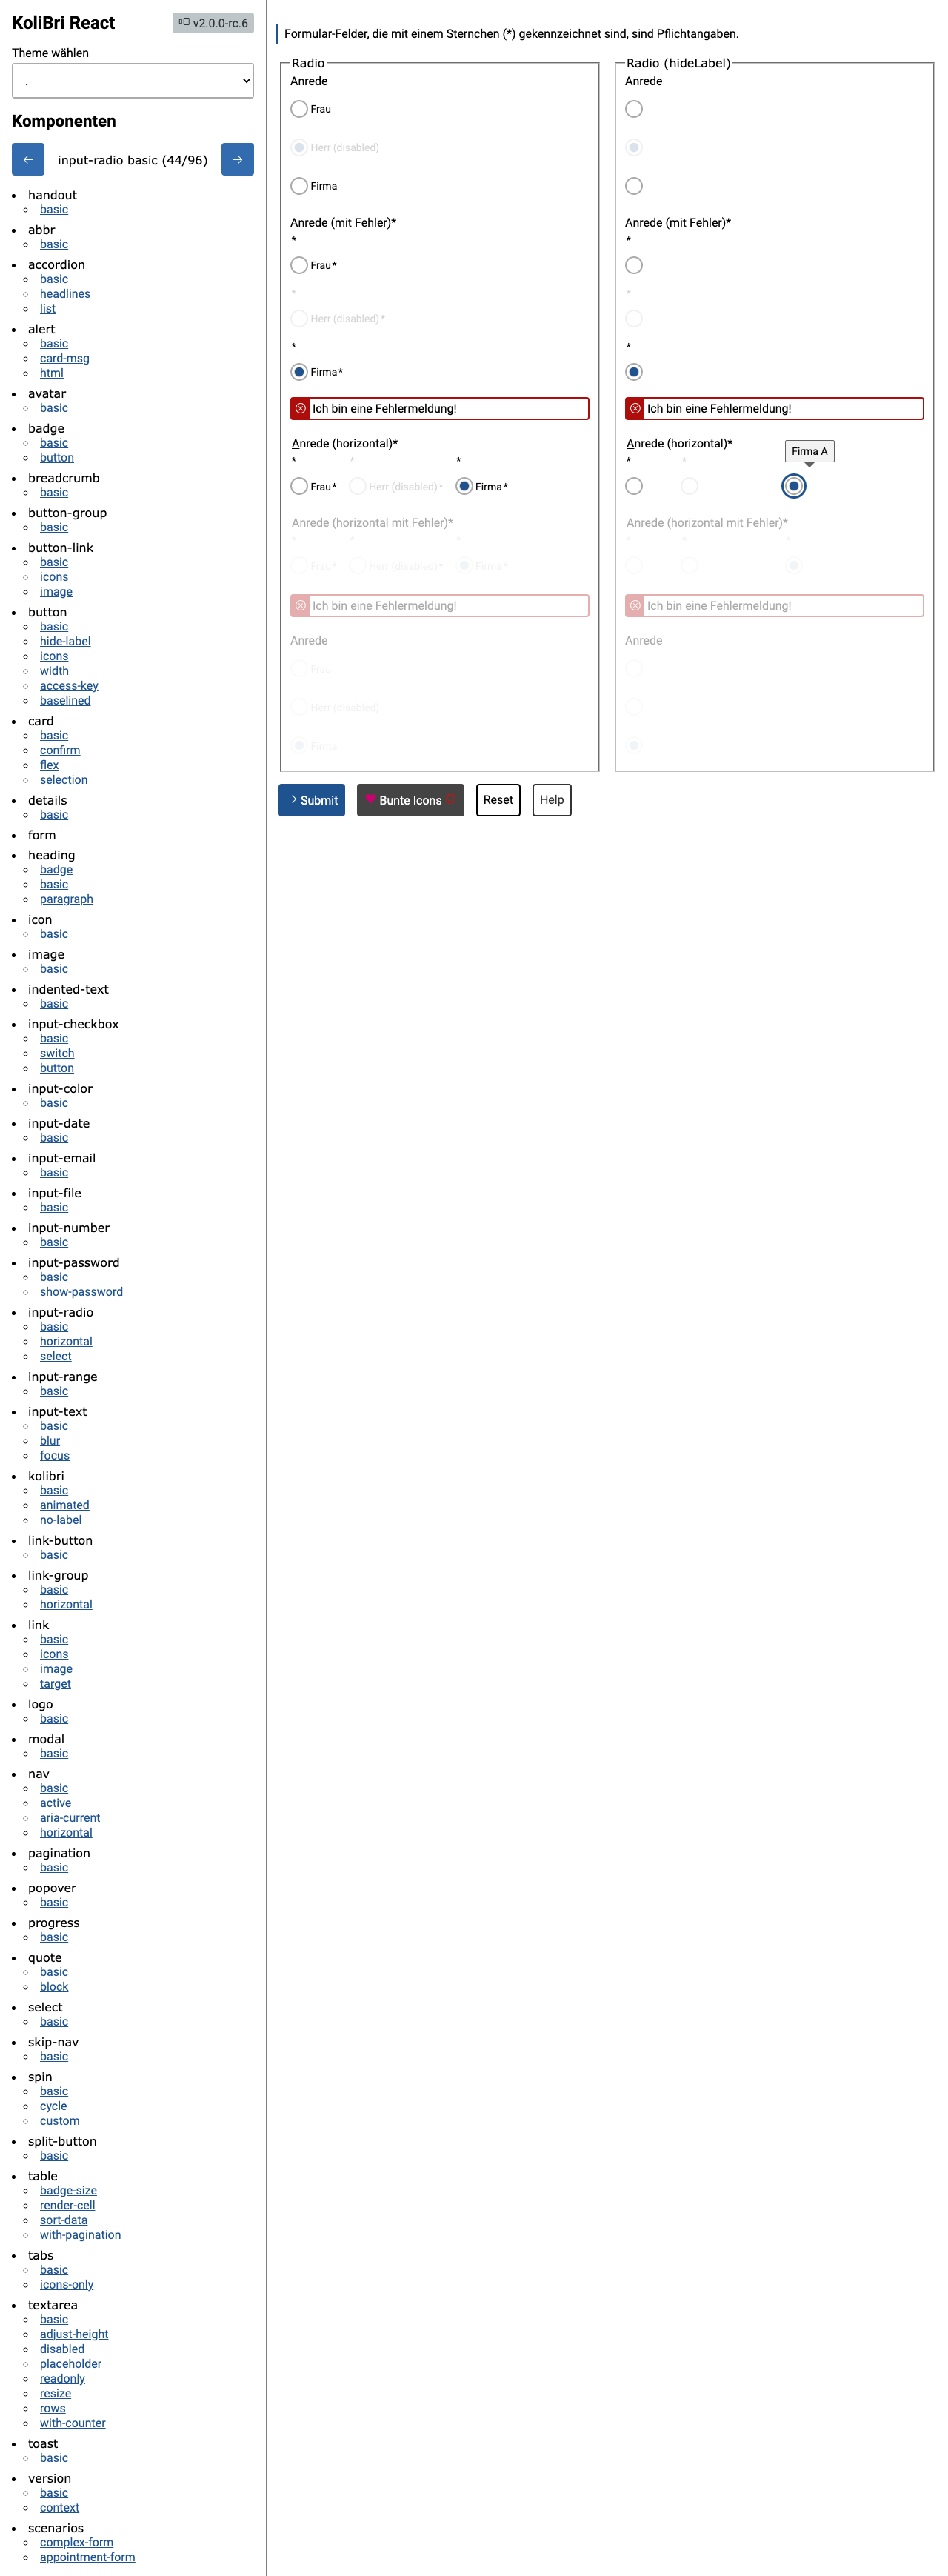 KoliBri React
v2.0.0-rc.6
Theme wählen
.
Komponenten
input-radio basic (44/96)
handout
basic
abbr
basic
accordion
basic
headlines
list
alert
basic
card-msg
html
avatar
basic
badge
basic
button
breadcrumb
basic
button-group
basic
button-link
basic
icons
image
button
basic
hide-label
icons
width
access-key
baselined
card
basic
confirm
flex
selection
details
basic
form
heading
badge
basic
paragraph
icon
basic
image
basic
indented-text
basic
input-checkbox
basic
switch
button
input-color
basic
input-date
basic
input-email
basic
input-file
basic
input-number
basic
input-password
basic
show-password
input-radio
basic
horizontal
select
input-range
basic
input-text
basic
blur
focus
kolibri
basic
animated
no-label
link-button
basic
link-group
basic
horizontal
link
basic
icons
image
target
logo
basic
modal
basic
nav
basic
active
aria-current
horizontal
pagination
basic
popover
basic
progress
basic
quote
basic
block
select
basic
skip-nav
basic
spin
basic
cycle
custom
split-button
basic
table
badge-size
render-cell
sort-data
with-pagination
tabs
basic
icons-only
textarea
basic
adjust-height
disabled
placeholder
readonly
resize
rows
with-counter
toast
basic
version
basic
context
scenarios
complex-form
appointment-form
Formular-Felder, die mit einem Sternchen (*) gekennzeichnet sind, sind Pflichtangaben.
Radio
Anrede
Frau
Herr (disabled)
Firma
Anrede (mit Fehler)*
*
Frau*
*
Herr (disabled)*
*
Firma*
Ich bin eine Fehlermeldung!
Anrede (horizontal)*
* * *
Frau* Herr (disabled)* Firma*
Anrede (horizontal mit Fehler)*
* * *
Frau* Herr (disabled)* Firma*
Ich bin eine Fehlermeldung!
Anrede
Frau
Herr (disabled)
Firma
Radio (hideLabel)
Anrede
Anrede (mit Fehler)*
*
*
*
Ich bin eine Fehlermeldung!
Anrede (horizontal)*
* *
Firma A
Anrede (horizontal mit Fehler)*
* * *
Ich bin eine Fehlermeldung!
Anrede
Submit
Bunte Icons
Reset
Help